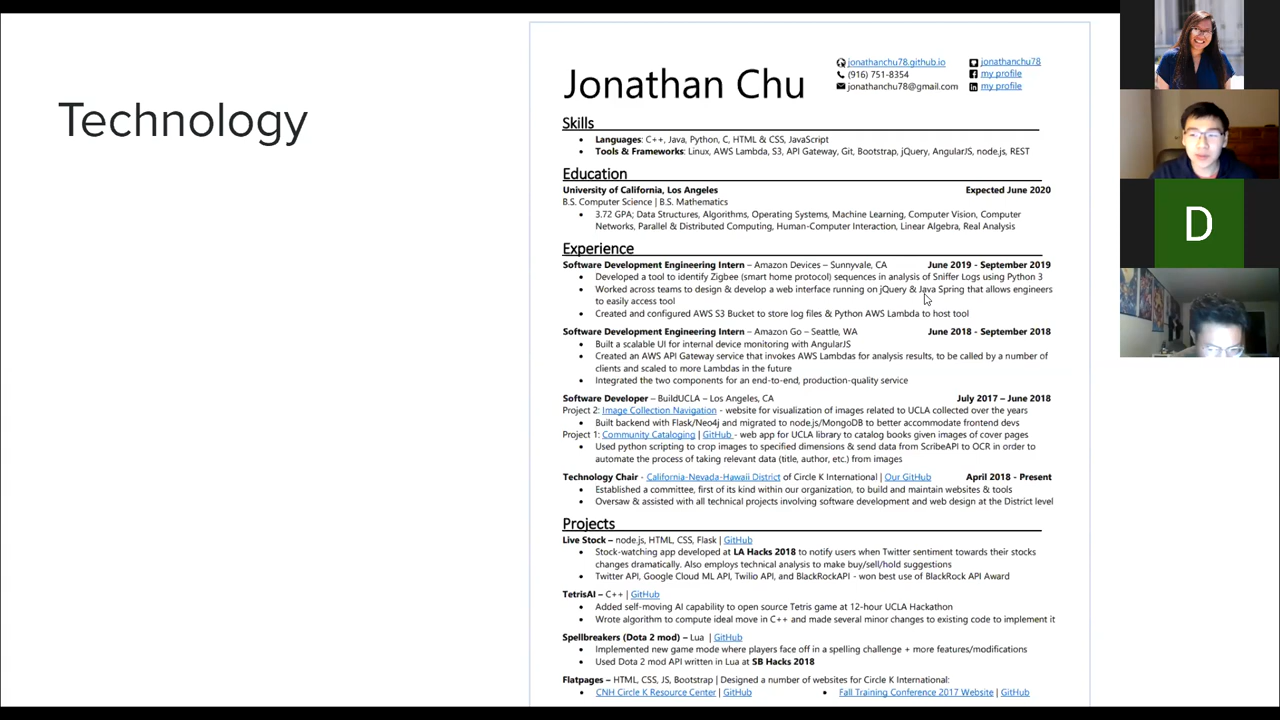 Technology
Jonathan Chu
jonathanchu78.github.io
(916) 751-8354
jonathanchu78@gmail.com
jonathanchu78
my profile
my profile
Skills
• Languages: C++, Java, Python, C, HTML & CSS, JavaScript
• Tools & Frameworks: Linux, AWS Lambda, S3, API Gateway, Git, Bootstrap, jQuery, AngularJS, node.js, REST
Education
University of California, Los Angeles Expected June 2020
B.S. Computer Science | B.S. Mathematics
• 3.72 GPA; Data Structures, Algorithms, Operating Systems, Machine Learning, Computer Vision, Computer
Networks, Parallel & Distributed Computing, Human-Computer Interaction, Linear Algebra, Real Analysis
Experience
Software Development Engineering Intern – Amazon Devices – Sunnyvale, CA June 2019 - September 2019
• Developed a tool to identify Zigbee (smart home protocol) sequences in analysis of Sniffer Logs using Python 3
• Worked across teams to design & develop a web interface running on jQuery & Java Spring that allows engineers
to easily access tool
• Created and configured AWS S3 Bucket to store log files & Python AWS Lambda to host tool
Software Development Engineering Intern – Amazon Go – Seattle, WA June 2018 - September 2018
• Built a scalable UI for internal device monitoring with AngularJS
• Created an AWS API Gateway service that invokes AWS Lambdas for analysis results, to be called by a number of
clients and scaled to more Lambdas in the future
• Integrated the two components for an end-to-end, production-quality service
Software Developer – BuildUCLA – Los Angeles, CA July 2017 – June 2018
Project 2: Image Collection Navigation - website for visualization of images related to UCLA collected over the years
• Built backend with Flask/Neo4j and migrated to node.js/MongoDB to better accommodate frontend devs
Project 1: Community Cataloging | GitHub - web app for UCLA library to catalog books given images of cover pages
• Used python scripting to crop images to specified dimensions & send data from ScribeAPI to OCR in order to
automate the process of taking relevant data (title, author, etc.) from images
Technology Chair - California-Nevada-Hawaii District of Circle K International | Our GitHub April 2018 - Present
• Established a committee, first of its kind within our organization, to build and maintain websites & tools
• Oversaw & assisted with all technical projects involving software development and web design at the District level
Projects
Live Stock – node.js, HTML, CSS, Flask | GitHub
• Stock-watching app developed at LA Hacks 2018 to notify users when Twitter sentiment towards their stocks
changes dramatically. Also employs technical analysis to make buy/sell/hold suggestions
• Twitter API, Google Cloud ML API, Twilio API, and BlackRockAPI - won best use of BlackRock API Award
TetrisAI – C++ | GitHub
• Added self-moving AI capability to open source Tetris game at 12-hour UCLA Hackathon
• Wrote algorithm to compute ideal move in C++ and made several minor changes to existing code to implement it
Spellbreakers (Dota 2 mod) – Lua | GitHub
• Implemented new game mode where players face off in a spelling challenge + more features/modifications
• Used Dota 2 mod API written in Lua at SB Hacks 2018
Flatpages – HTML, CSS, JS, Bootstrap | Designed a number of websites for Circle K International:
• CNH Circle K Resource Center | GitHub • Fall Training Conference 2017 Website | GitHub
D